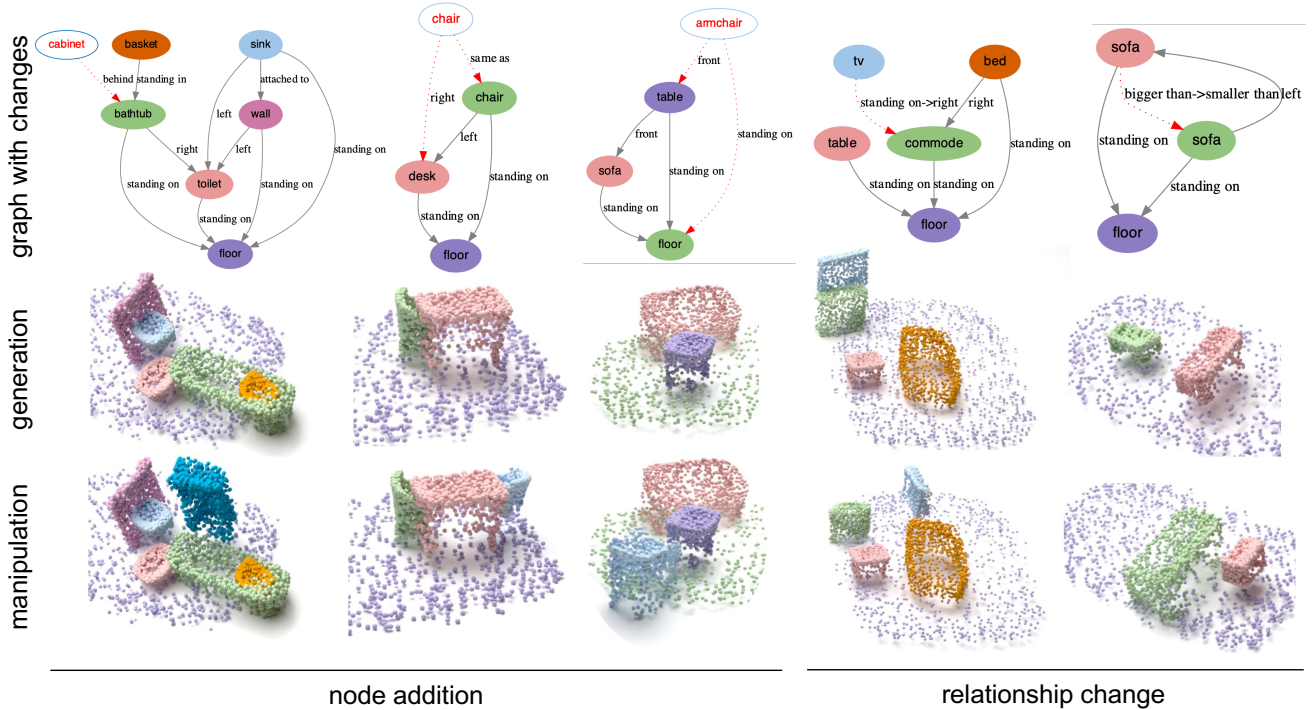 graph with changes
cabinet
basket
sink
behind standing in
attached to
bathtub
wall
left
right
left
standing on
toilet
standing on
standing on
standing on
floor
chair
same as
right
chair
left
desk
standing on
standing on
floor
armchair
front
table
front
standing on
sofa
standing on
standing on
floor
tv
bed
standing on->right
right
table
commode
standing on
standing on
standing on
floor
sofa
bigger than->smaller than
left
standing on
sofa
standing on
floor
generation
manipulation
node addition
relationship change